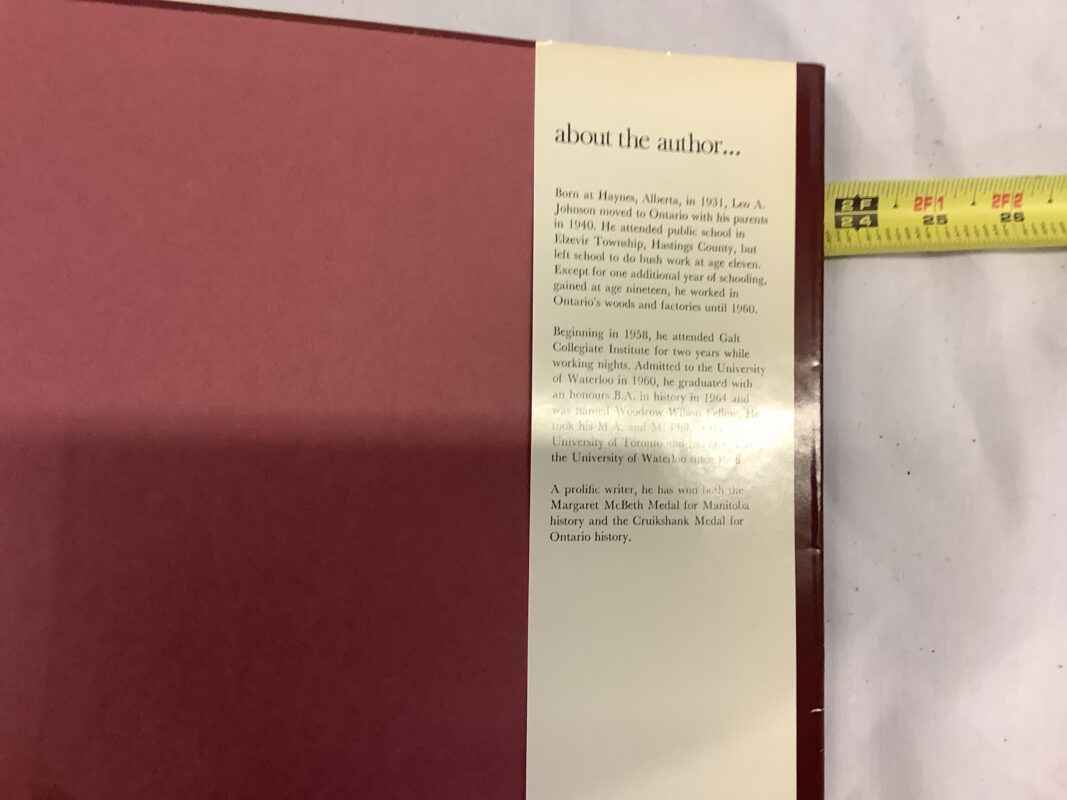 about the author...
Born at Haynes, Alberta, in 1931, Leo A.
Johnson moved to Ontario with his parents
in 1940. He attended public school in
Elzevir Township, Hastings County, but
left school to do bush work at age eleven.
Except for one additional year of schooling,
gained at age nineteen, he worked in
Ontario's woods and factories until 1960.
Beginning in 1958, he attended Galt
Collegiate Institute for two years while
working nights. Admitted to the University
of Waterloo in 1960, he graduated with
an honours B.A. in history in 1964 and
was named Woodrow Wilson Fellow. He
took his M.A. and M. Phil.
University of Toronto and
the University of Waterloo since
A prolific writer, he has won both the
Margaret McBeth Medal for Manitoba
history and the Cruikshank Medal for
Ontario history.
2F 2F1 2F2
24 25 26